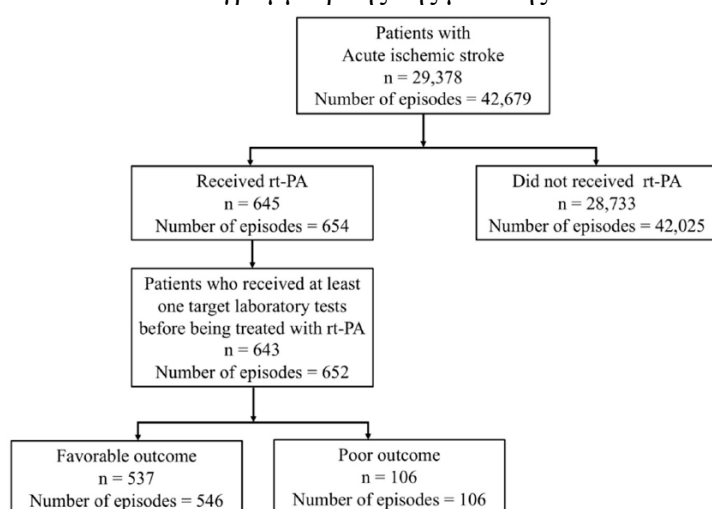 Patients with
Acute ischemic stroke
n = 29,378
Number of episodes = 42,679
Received rt-PA
n = 645
Number of episodes = 654
Did not received rt-PA
n = 28,733
Number of episodes = 42,025
Patients who received at least
one target laboratory tests
before being treated with rt-PA
n = 643
Number of episodes = 652
Favorable outcome
n = 537
Number of episodes = 546
Poor outcome
n = 106
Number of episodes = 106